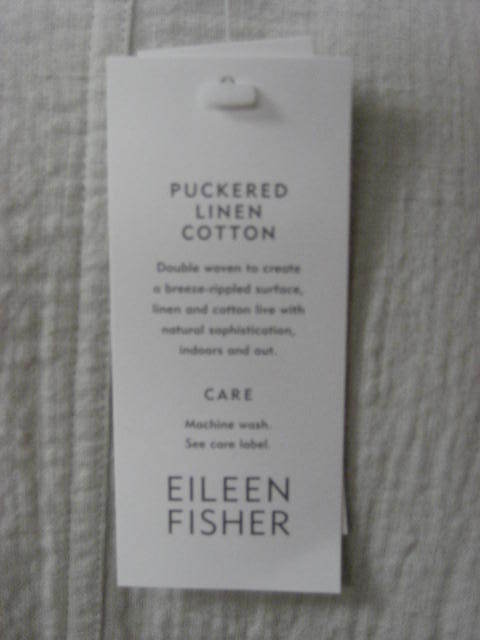 PUCKERED
LINEN
COTTON
Double woven to create
a breeze-rippled surface,
linen and cotton live with
natural sophistication,
indoors and out.
CARE
Machine wash.
See care label.
EILEEN
FISHER